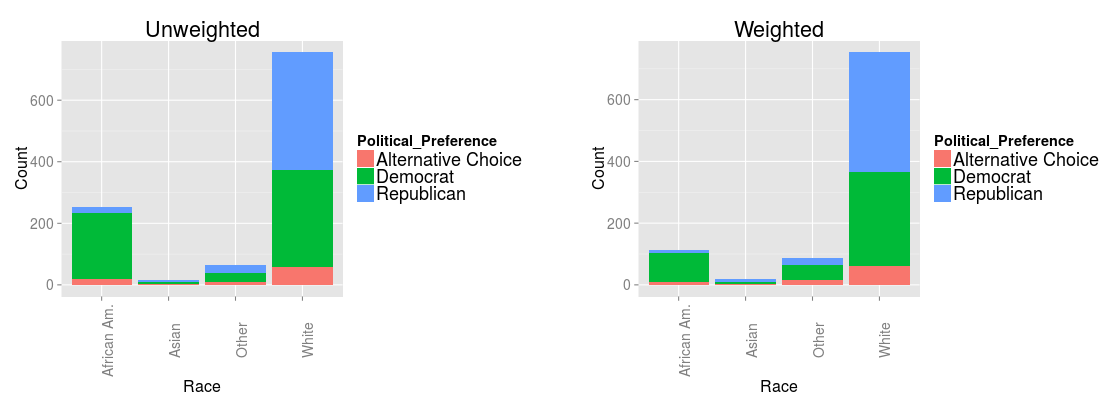 Unweighted
Count
600
400
200
0
African Am.
Asian
Other
White
Race
Political_Preference
Alternative Choice
Democrat
Republican
Weighted
Count
600
400
200
0
African Am.
Asian
Other
White
Race
Political_Preference
Alternative Choice
Democrat
Republican